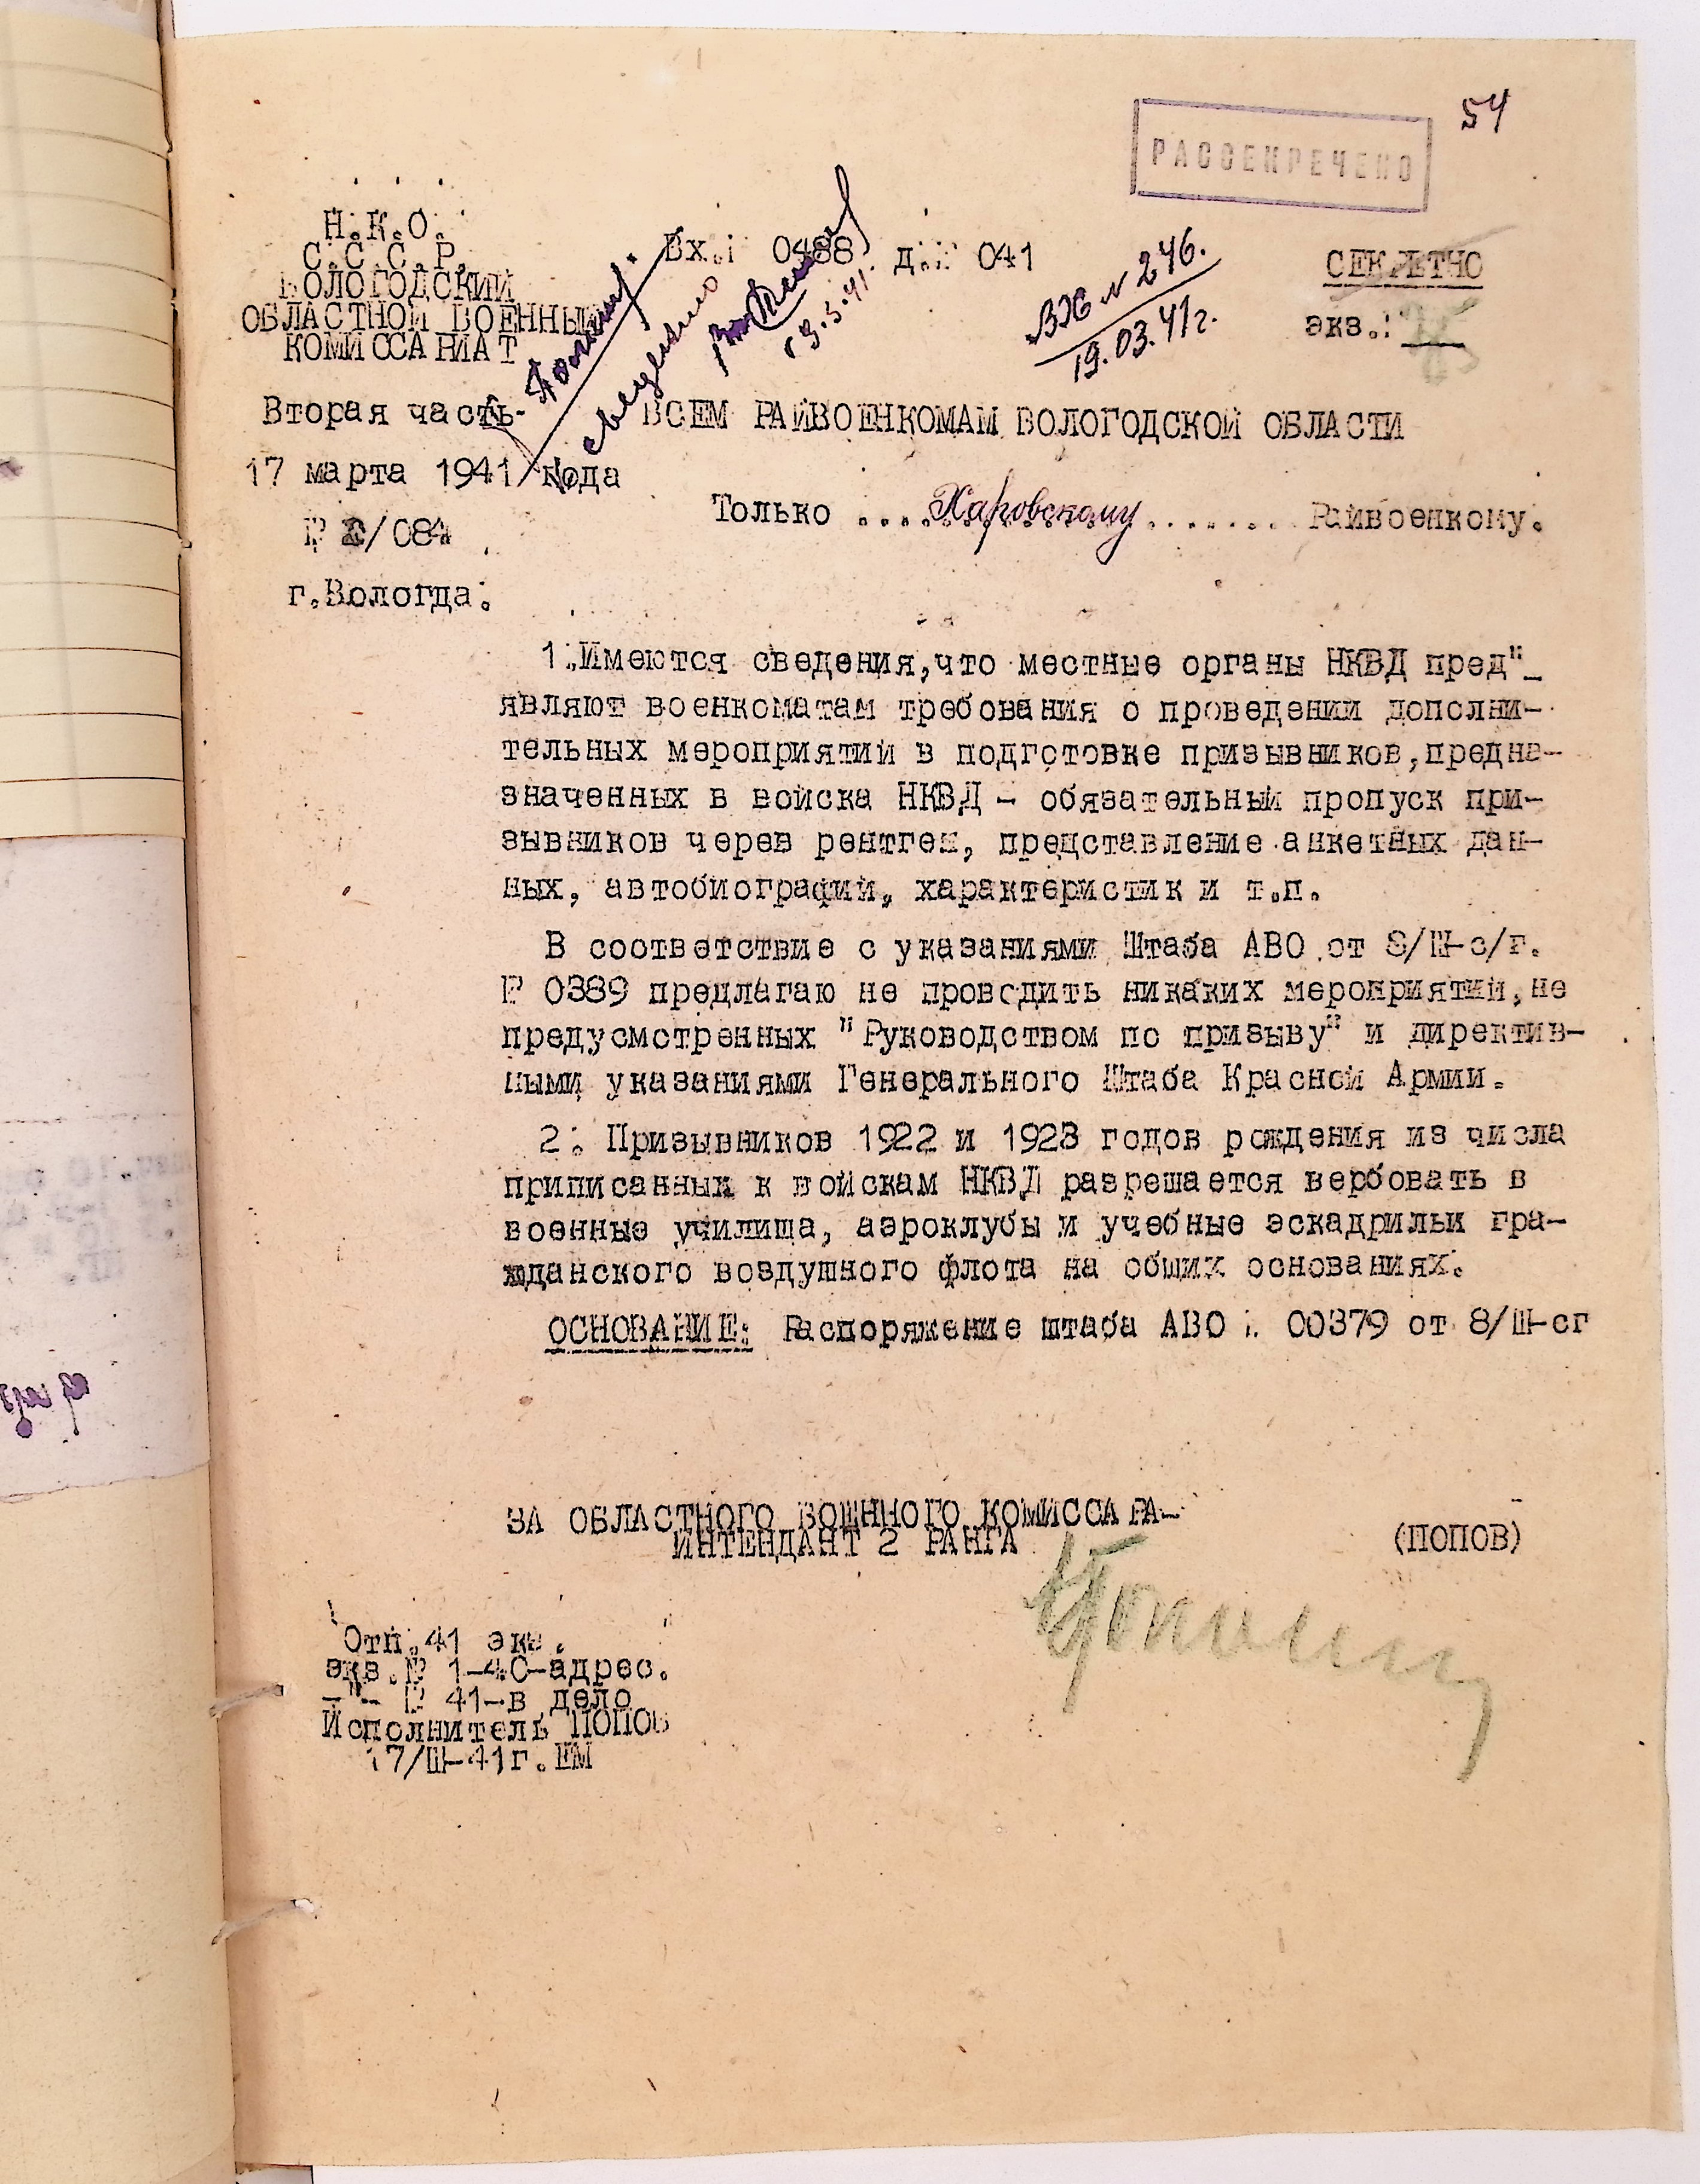 54
РАССЕКРЕЧЕНО
Н.К.О.
С.С.С.Р.
ВОЛОГОДСКИЙ
ОБЛАСТНОЙ ВОЕННЫЙ
КОМИССАРИАТ
Вх. 0488 д. 041
19.3.41.
ВХ N 246.
19.03.41г.
СЕКРЕТНО
экз.:
Вторая часть
17 марта 1941 года
№ 2/084
г.Вологда.
ВСЕМ РАЙВОЕНКОМАМ ВОЛОГОДСКОЙ ОБЛАСТИ
Только ....Харовскому........ Райвоенкому.
1.Имеются сведения,что местные органы НКВД пред"_
являют военкоматам требования о проведении дополни-
тельных мероприятий в подготовке призывников,предна-
значенных в войска НКВД - обязательный пропуск при-
зывников через рентген, представление анкетных дан-
ных, автобиографий, характеристик и т.п.
В соответствие с указаниями Штаба АВО от 8/Ш-с/г.
№ 0389 предлагаю не проводить никаких мероприятий,не
предусмотренных "Руководством по призыву" и директив-
ными указаниями Генерального Штаба Красной Армии.
2. Призывников 1922 и 1923 годов рождения из числа
приписанных к войскам НКВД разрешается вербовать в
военные училища, аэроклубы и учебные эскадрильи гра-
жданского воздушного флота на общих основаниях.
ОСНОВАНИЕ: Распоряжение штаба АВО № 00379 от 8/Ш-сг
ЗА ОБЛАСТНОГО ВОЕННОГО КОМИССАРА-
ИНТЕНДАНТ 2 РАНГА
(ПОПОВ)
Отп.41 экз.
экз.№ 1-40-адрес.
-"- № 41-в дело
Исполнитель ПОПОВ
17/Ш-41г.ЕМ